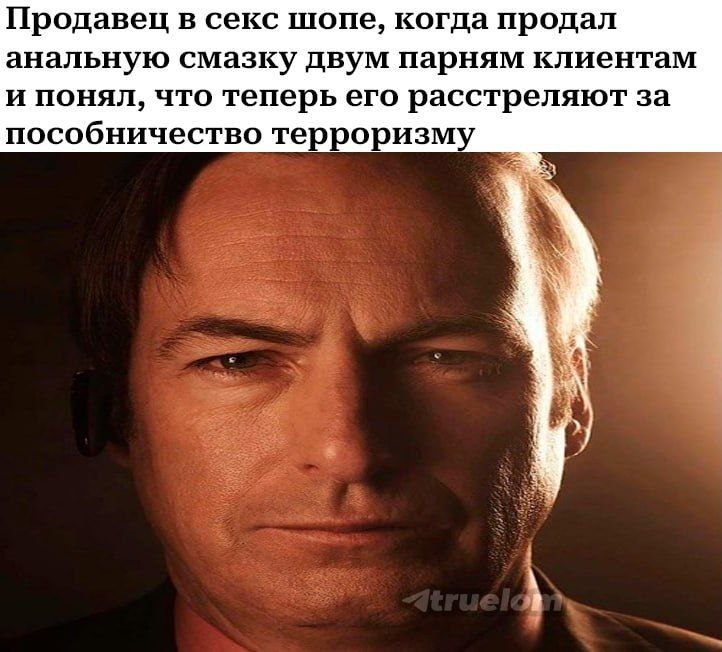 Продавец в секс шопе, когда продал
анальную смазку двум парням клиентам
и понял, что теперь его расстреляют за
пособничество терроризму
truelom